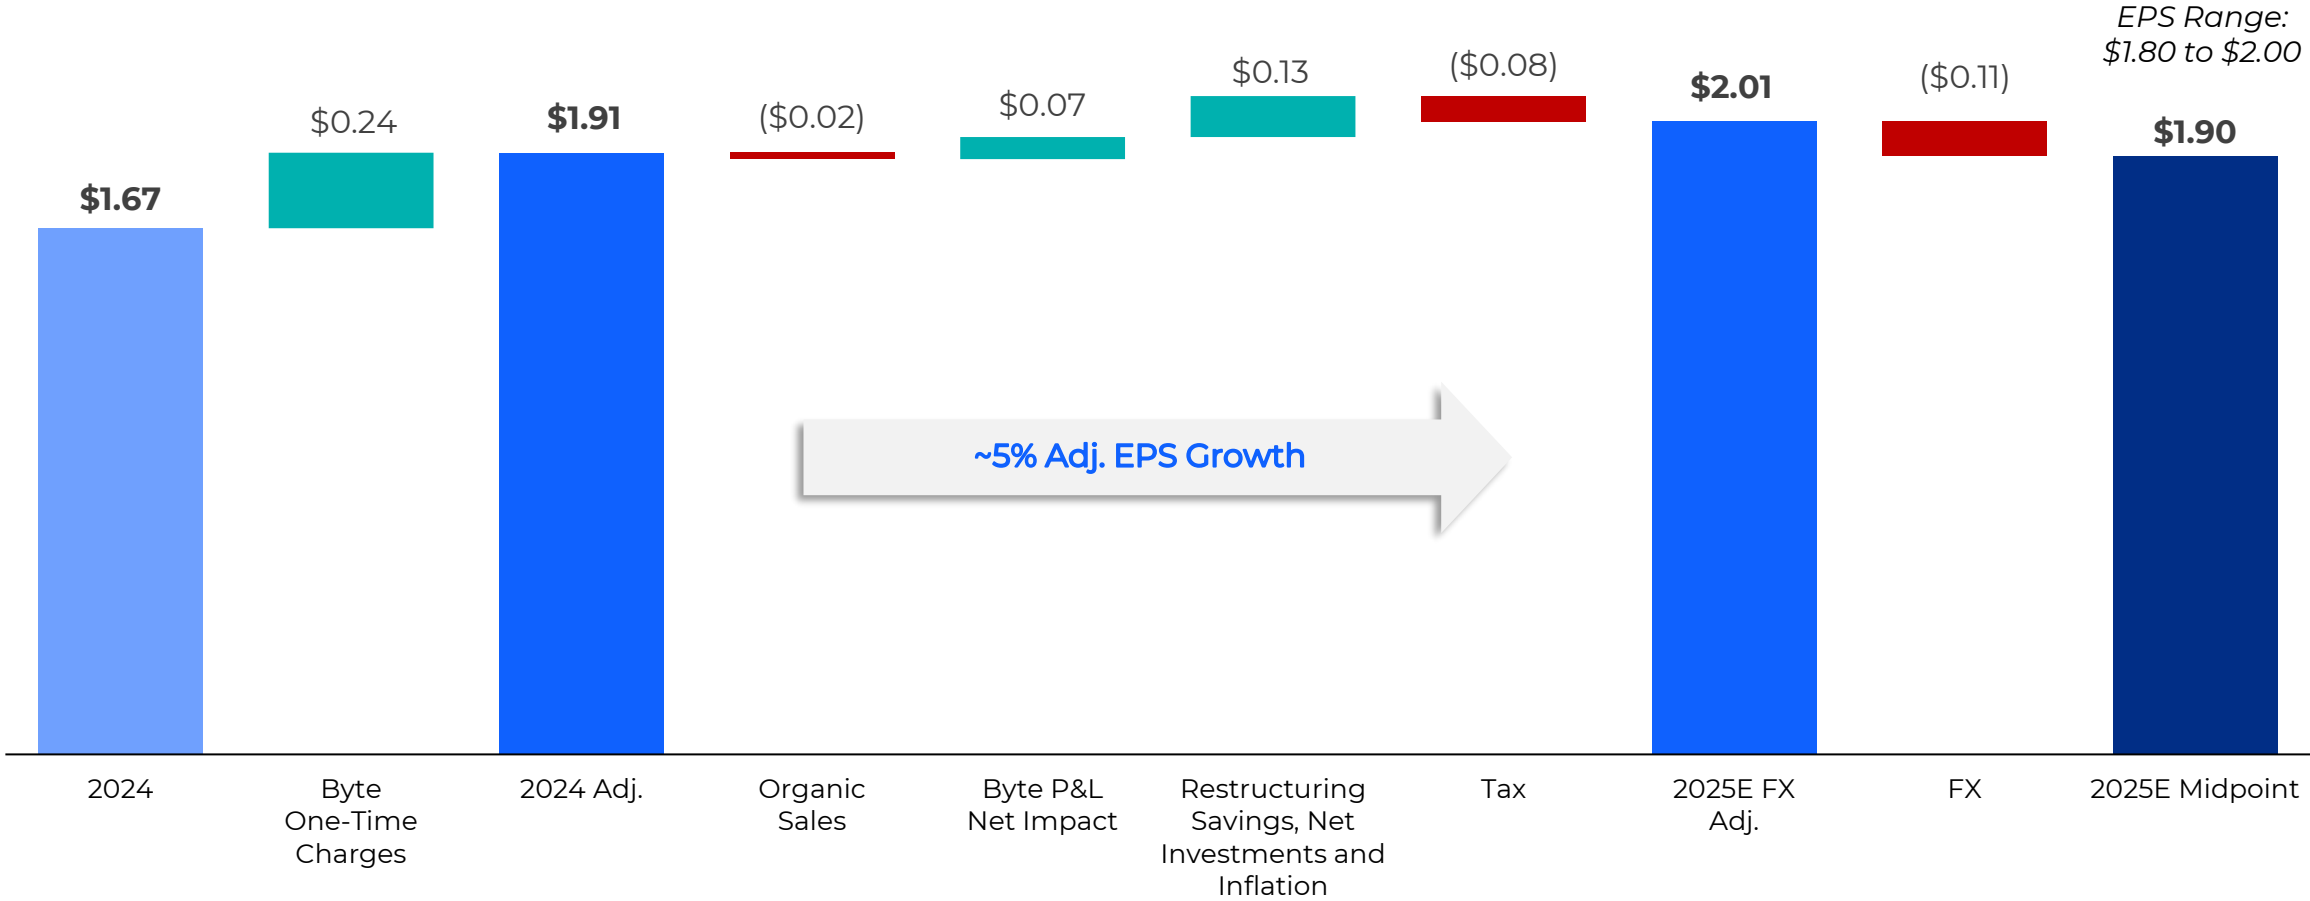 EPS Range:
$1.80 to $2.00
$1.67
$0.24
$1.91
($0.02)
$0.07
$0.13
($0.08)
$2.01
($0.11)
$1.90
~5% Adj. EPS Growth
2024
Byte
One-Time
Charges
2024 Adj.
Organic
Sales
Byte P&L
Net Impact
Restructuring
Savings, Net
Investments and
Inflation
Tax
2025E FX
Adj.
FX
2025E Midpoint